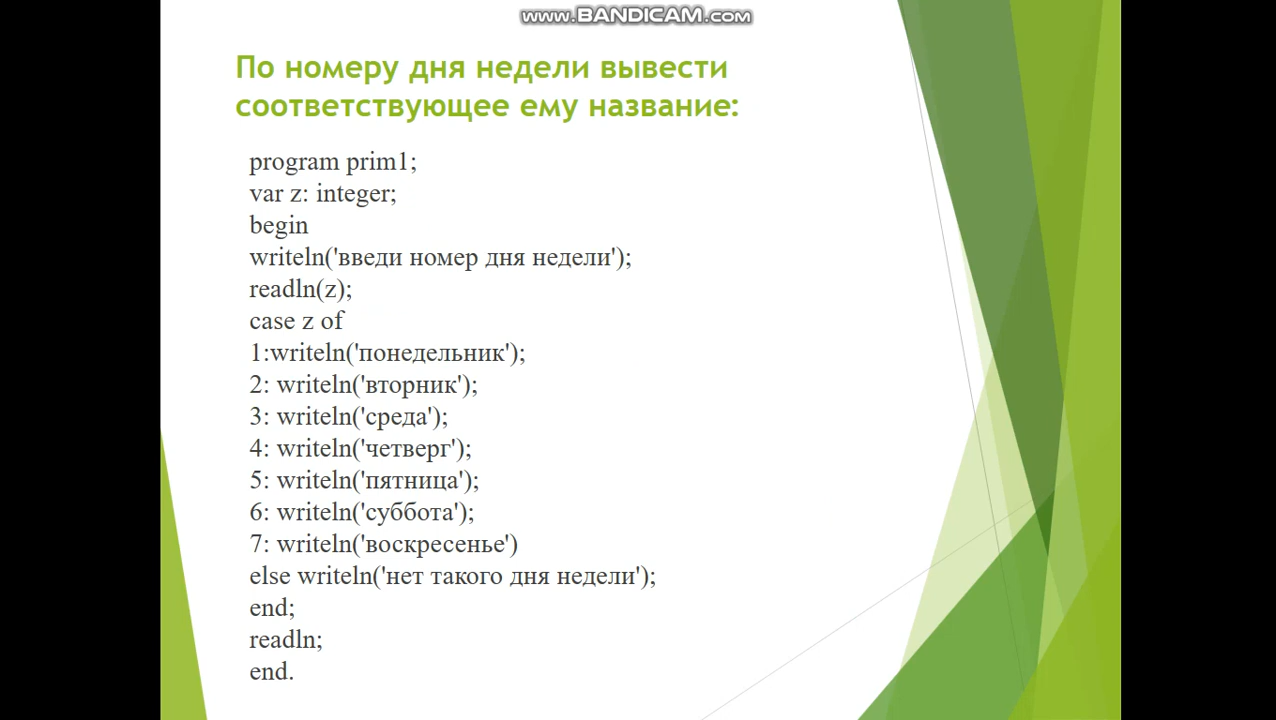 www.BANDICAM.com
По номеру дня недели вывести
соответствующее ему название:
program prim1;
var z: integer;
begin
writeln('введи номер дня недели');
readln(z);
case z of
1:writeln('понедельник');
2: writeln('вторник');
3: writeln('среда');
4: writeln('четверг');
5: writeln('пятница');
6: writeln('суббота');
7: writeln('воскресенье')
else writeln('нет такого дня недели');
end;
readln;
end.